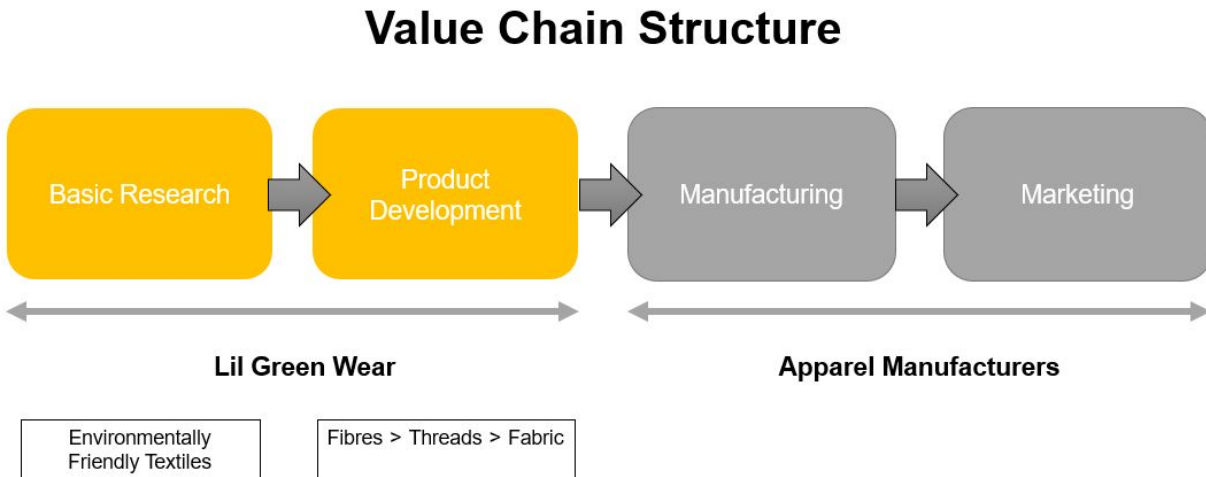 Value Chain Structure
Basic Research
Product
Development
Manufacturing
Marketing
Lil Green Wear
Apparel Manufacturers
Environmentally
Friendly Textiles
Fibres > Threads > Fabric